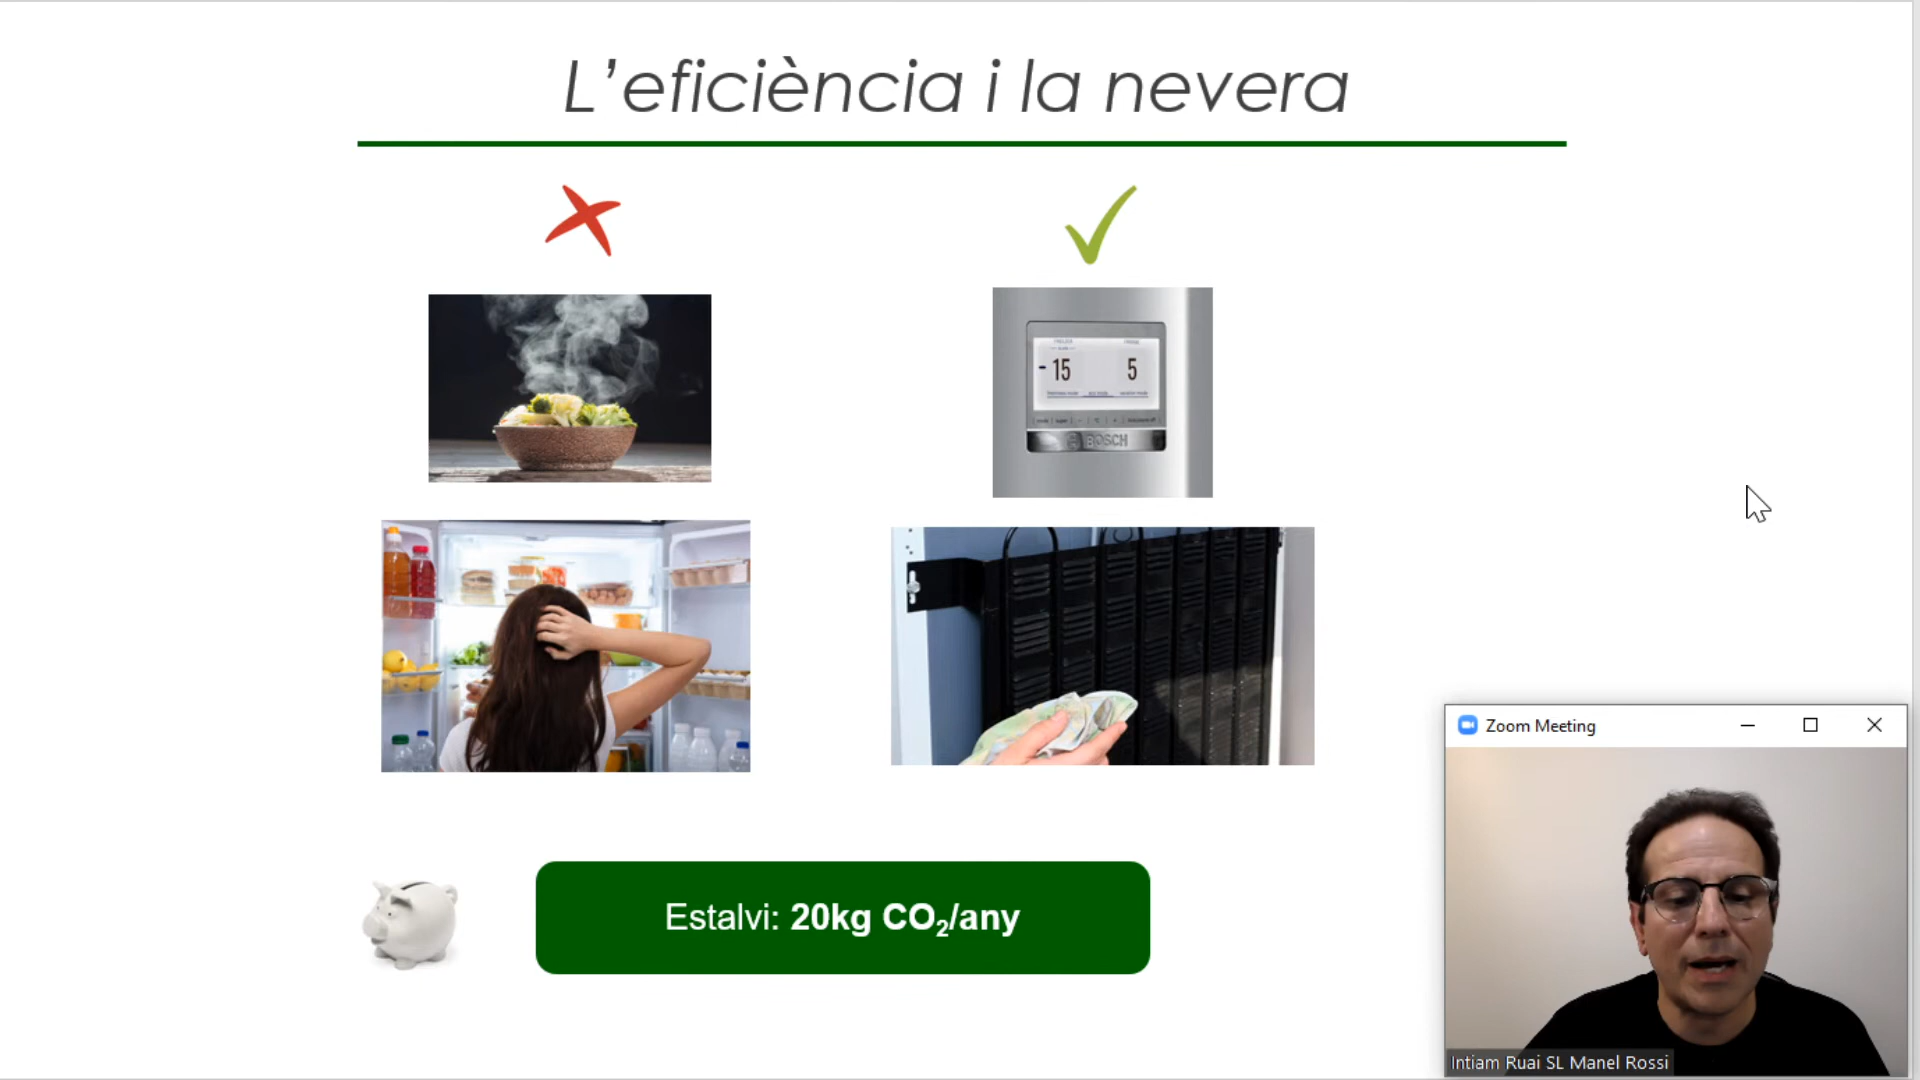 L’eficiència i la nevera
-15 5
BOSCH
Estalvi: 20kg CO₂/any
Zoom Meeting
Intiam Ruai SL Manel Rossi